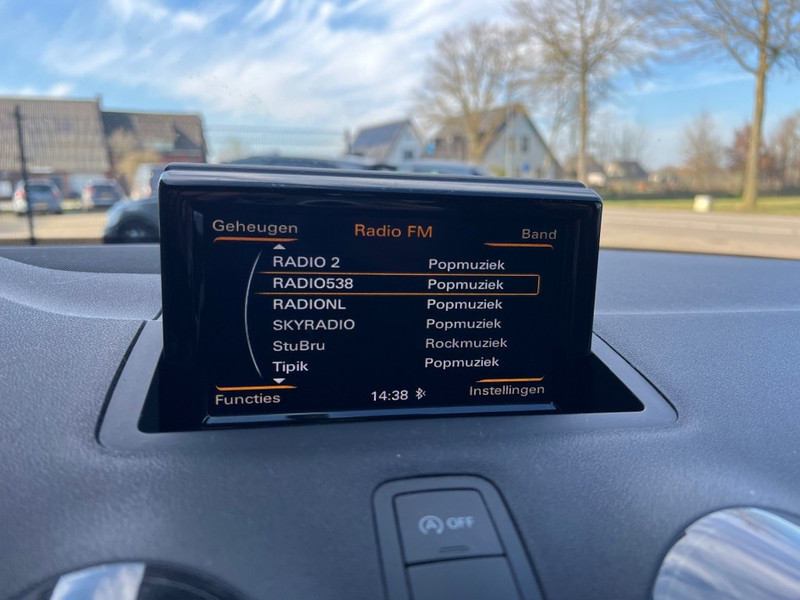 Geheugen Radio FM Band
RADIO 2 Popmuziek
RADIO538 Popmuziek
RADIONL Popmuziek
SKYRADIO Popmuziek
StuBru Rockmuziek
Tipik Popmuziek
Functies 14:38 Instellingen
OFF